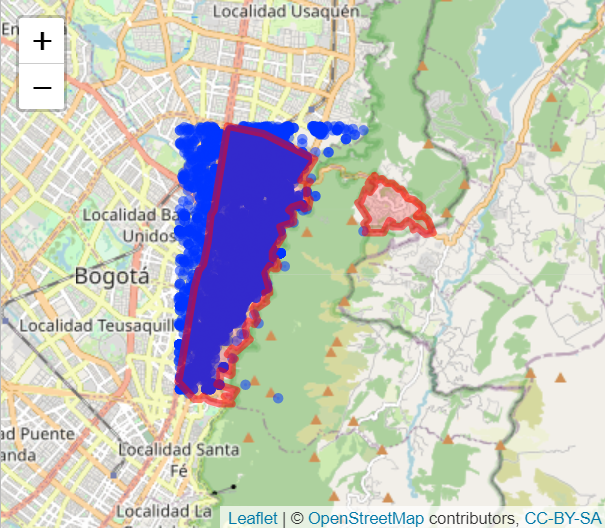 Localidad Usaquén
+
−
Localidad Ba
Unidos
Bogotá
Localidad Teusaquill
ad Puente
anda
Localidad Santa
Fé
Localidad La
Leaflet | © OpenStreetMap contributors, CC-BY-SA